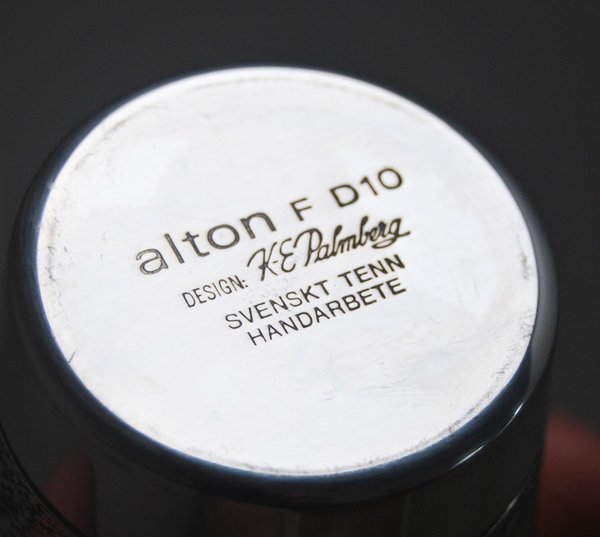 alton F D10
DESIGN: K-E Palmberg
SVENSKT TENN
HANDARBETE